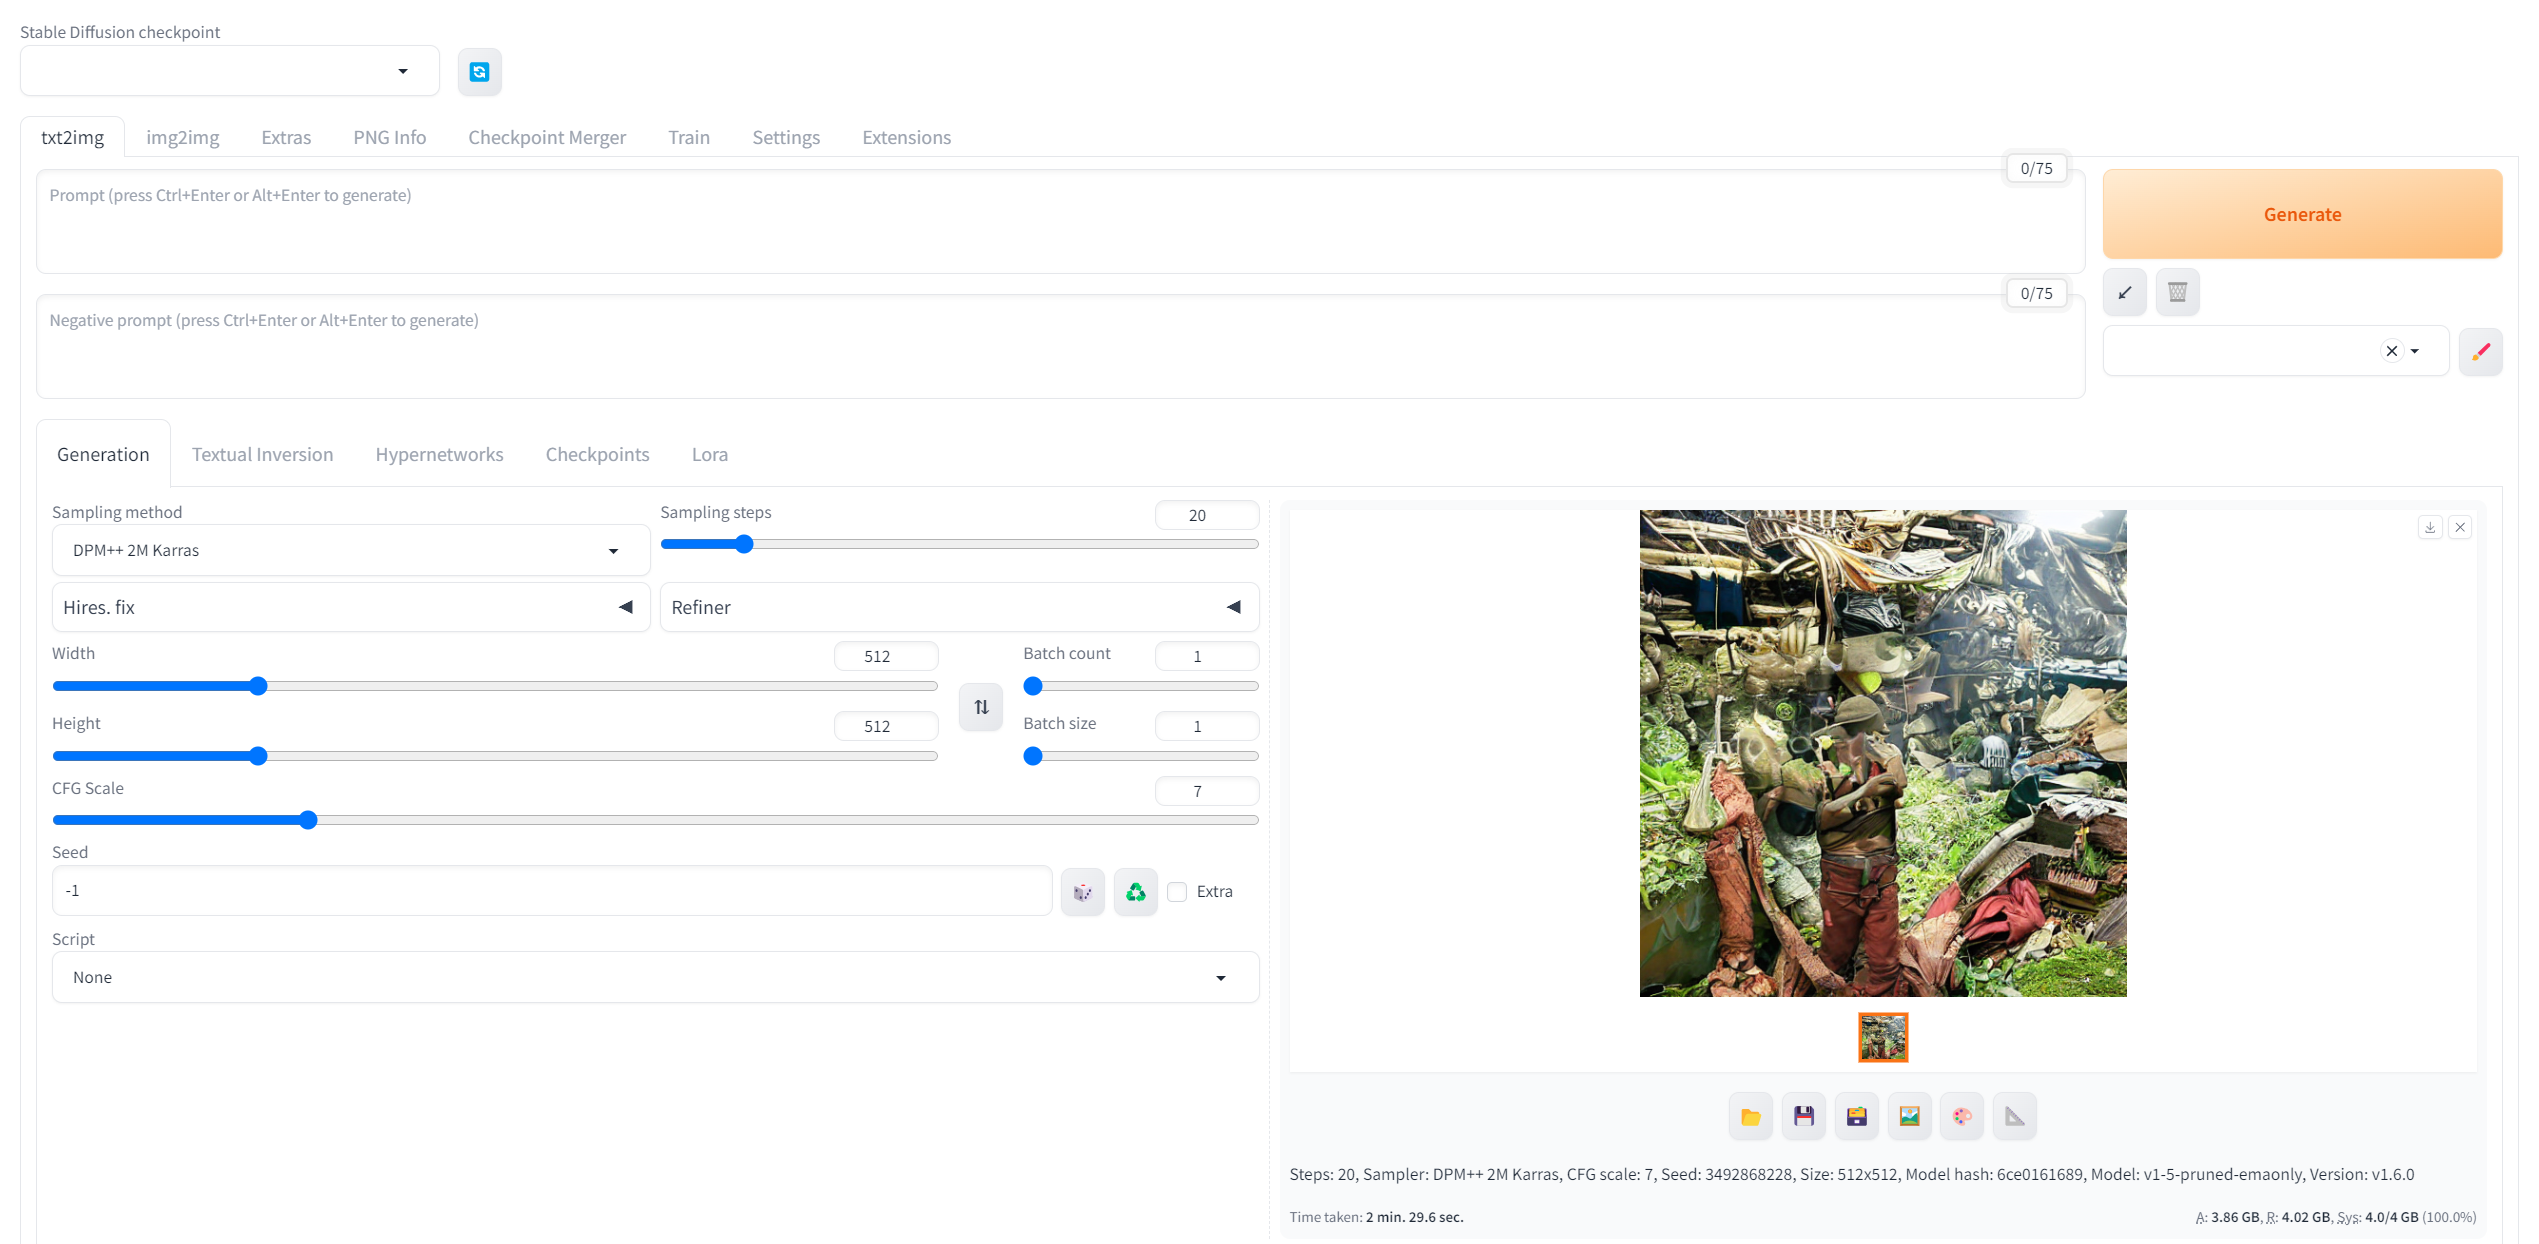 Stable Diffusion checkpoint
txt2img img2img Extras PNG Info Checkpoint Merger Train Settings Extensions
0/75
Prompt (press Ctrl+Enter or Alt+Enter to generate)
Generate
0/75
Negative prompt (press Ctrl+Enter or Alt+Enter to generate)
Generation Textual Inversion Hypernetworks Checkpoints Lora
Sampling method
DPM++ 2M Karras
Sampling steps
20
Hires. fix
Refiner
Width
512
Batch count
1
Height
512
Batch size
1
CFG Scale
7
Seed
-1
Extra
Script
None
Steps: 20, Sampler: DPM++ 2M Karras, CFG scale: 7, Seed: 3492868228, Size: 512x512, Model hash: 6ce0161689, Model: v1-5-pruned-emaonly, Version: v1.6.0
Time taken: 2 min. 29.6 sec.
A: 3.86 GB, R: 4.02 GB, Sys: 4.0/4 GB (100.0%)